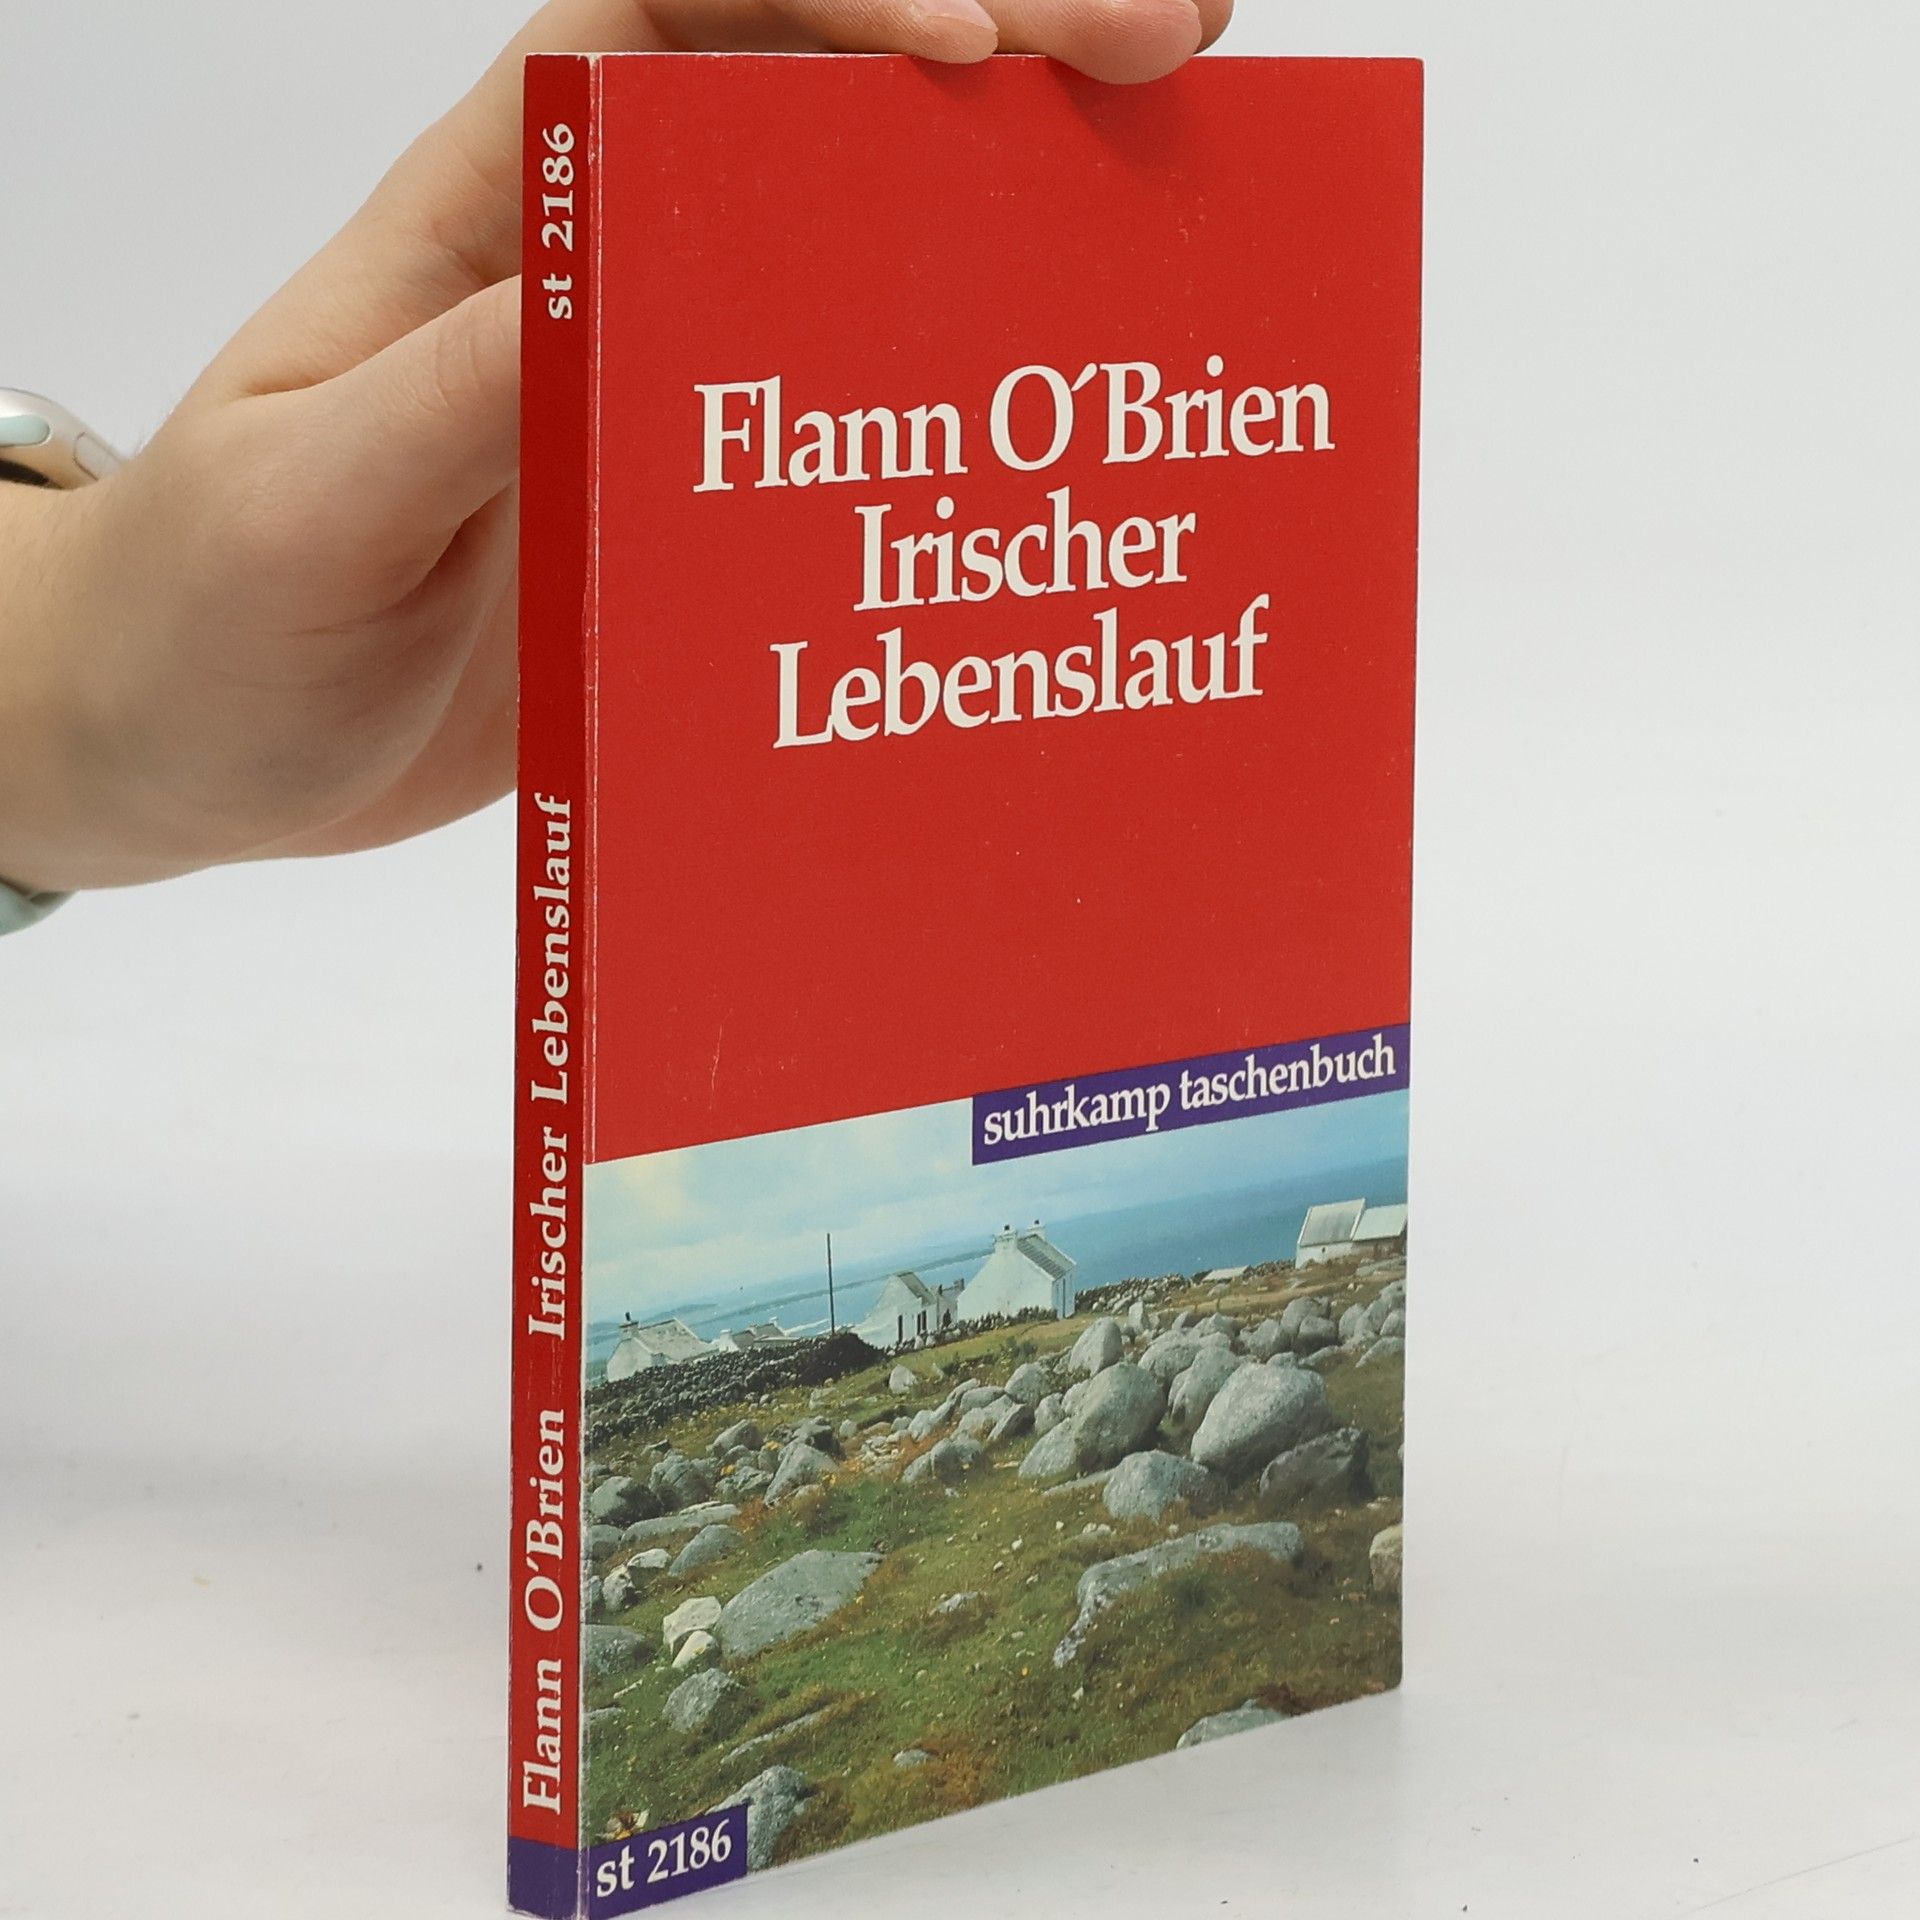 st 2186
Irischer Lebenslauf
Flann O´Brien
Flann O´Brien
Irischer
Lebenslauf
suhrkamp taschenbuch
st 2186